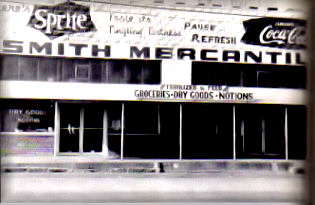 Sprite
Taste its
Tingling Tartness
PAUSE
REFRESH
Coca-Cola
SMITH MERCANTIL
FERTILIZER & FEED
GROCERIES-DRY GOODS-NOTIONS
DRY GOODS
NOTIONS